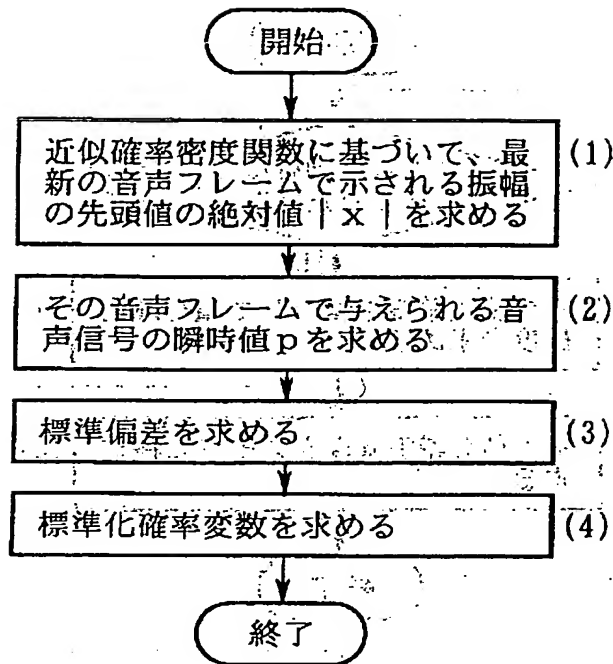 開始
近似確率密度関数に基づいて、最
新の音声フレームで示される振幅
の先頭値の絶対値｜ｘ｜を求める
(1)
その音声フレームで与えられる音
声信号の瞬時値ｐを求める
(2)
標準偏差を求める
(3)
標準化確率変数を求める
(4)
終了